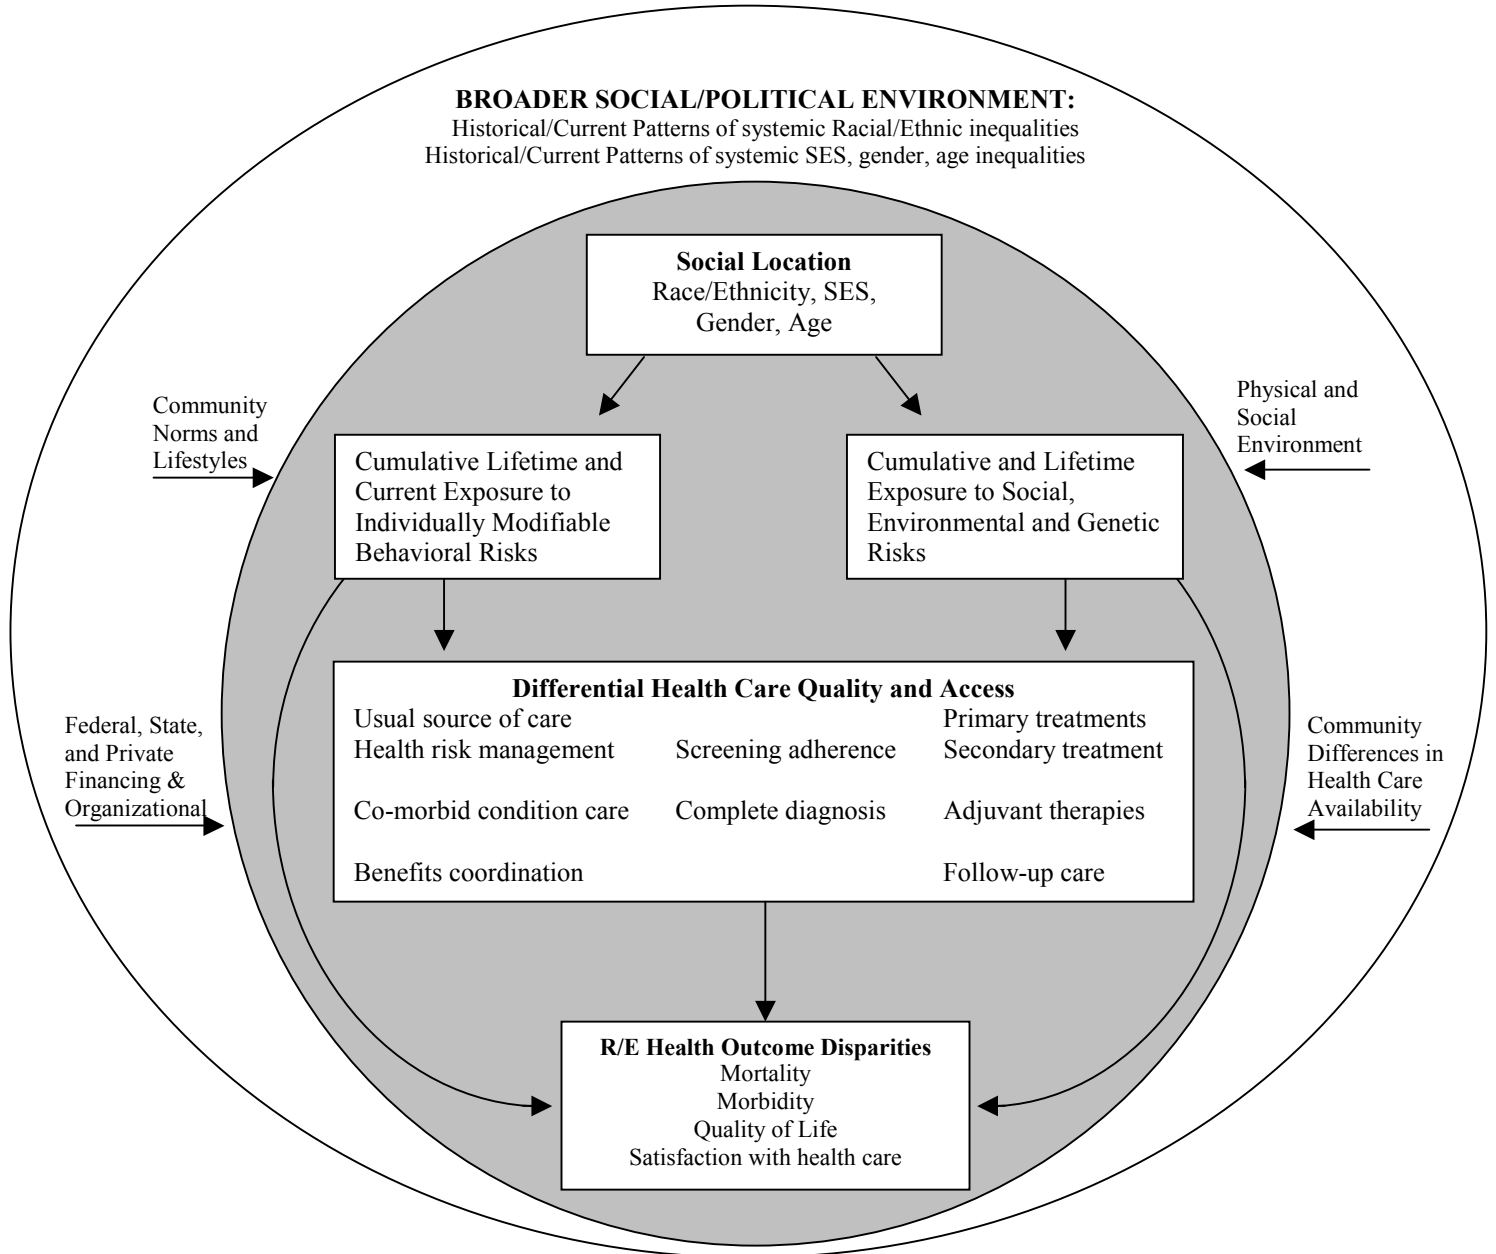 BROADER SOCIAL/POLITICAL ENVIRONMENT:
Historical/Current Patterns of systemic Racial/Ethnic inequalities
Historical/Current Patterns of systemic SES, gender, age inequalities
Social Location
Race/Ethnicity, SES,
Gender, Age
Community
Norms and
Lifestyles
Physical and
Social
Environment
Cumulative Lifetime and
Current Exposure to
Individually Modifiable
Behavioral Risks
Cumulative and Lifetime
Exposure to Social,
Environmental and Genetic
Risks
Federal, State,
and Private
Financing &
Organizational
Differential Health Care Quality and Access
Usual source of care Primary treatments
Health risk management Screening adherence Secondary treatment
Co-morbid condition care Complete diagnosis Adjuvant therapies
Benefits coordination Follow-up care
Community
Differences in
Health Care
Availability
R/E Health Outcome Disparities
Mortality
Morbidity
Quality of Life
Satisfaction with health care